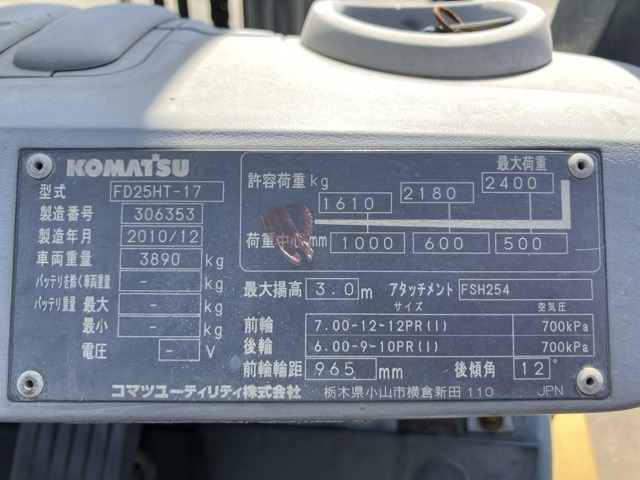 KOMATSU
型式 FD25HT-17
製造番号 306353
製造年月 2010/12
車両重量 3890 kg
バッテリを除く車両重量 - kg
バッテリ重量 最大 - kg
最小 - kg
電圧 - V
許容荷重 kg 最大荷重
1610 2180 2400
荷重中心 mm 1000 600 500
最大揚高 3.0 m アタッチメント FSH254
サイズ 空気圧
前輪 7.00-12-12PR(I) 700kPa
後輪 6.00-9-10PR(I) 700kPa
前輪輪距 965 mm 後傾角 12°
コマツユーティリティ株式会社 栃木県小山市横倉新田110 JPN